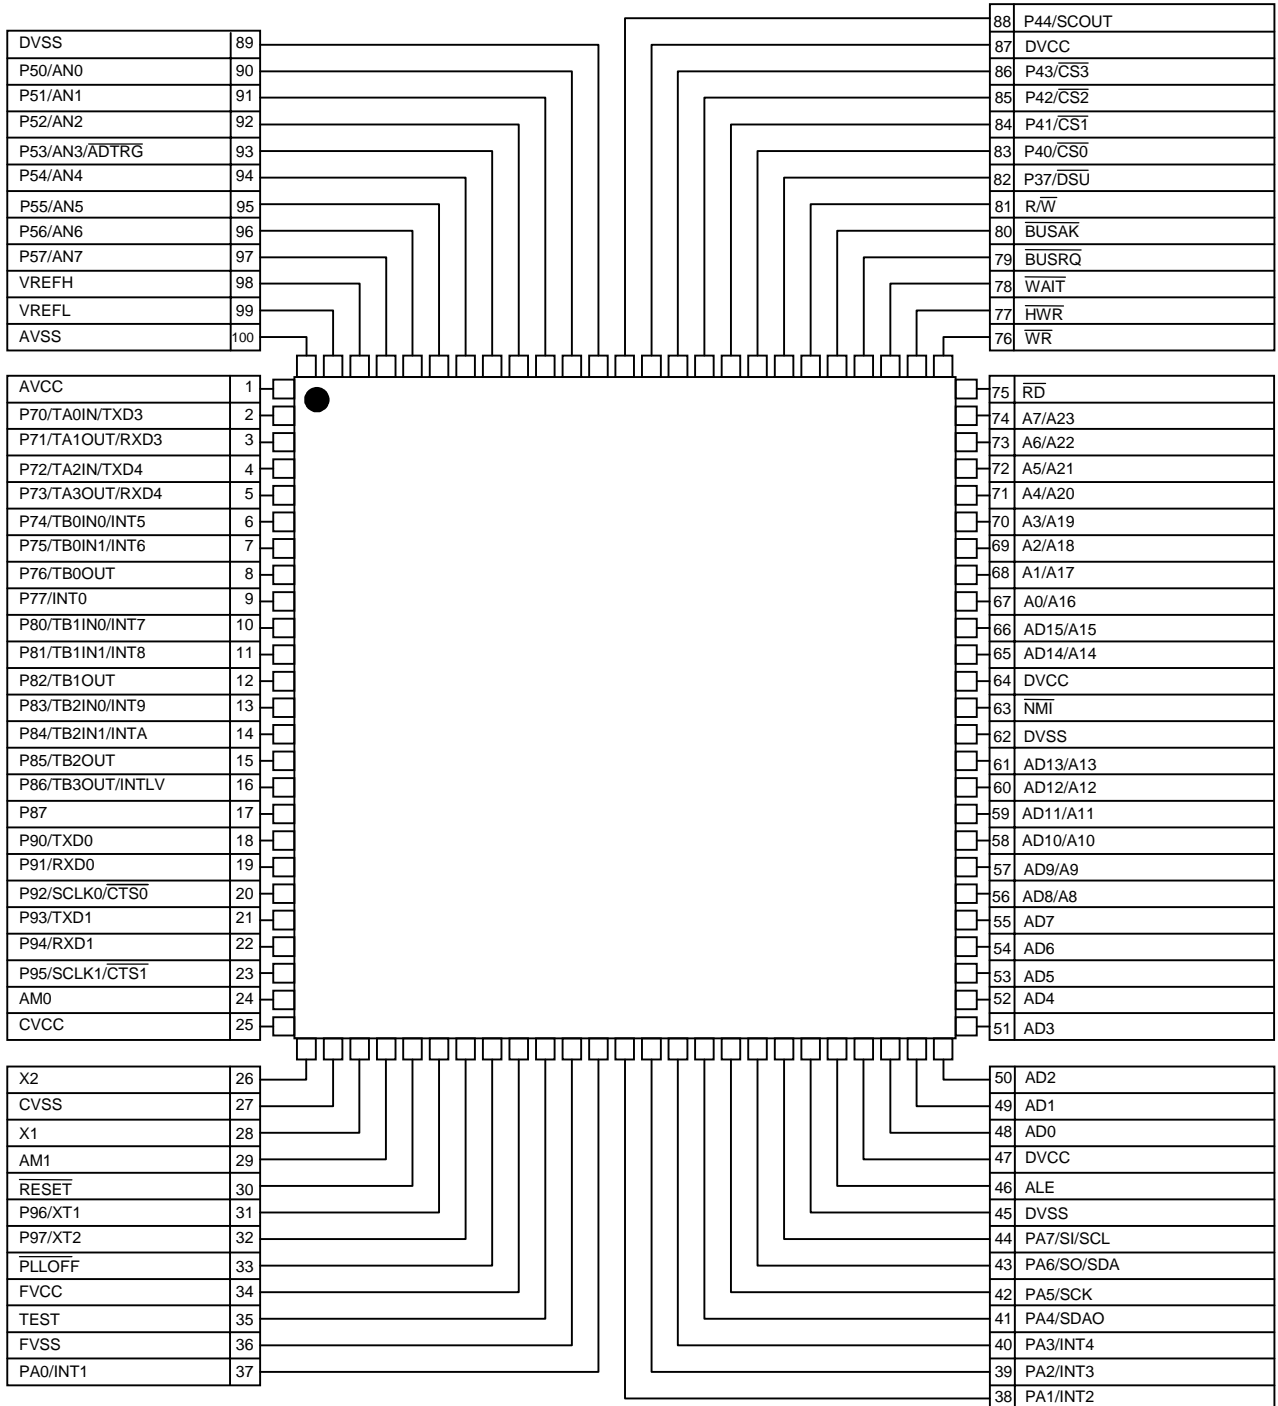 88 P44/SCOUT
87 DVCC
86 P43/CS3
85 P42/CS2
84 P41/CS1
83 P40/CS0
82 P37/DSU
81 R/W
80 BUSAK
79 BUSRQ
78 WAIT
77 HWR
76 WR
DVSS 89
P50/AN0 90
P51/AN1 91
P52/AN2 92
P53/AN3/ADTRG 93
P54/AN4 94
P55/AN5 95
P56/AN6 96
P57/AN7 97
VREFH 98
VREFL 99
AVSS 100
AVCC 1
P70/TA0IN/TXD3 2
P71/TA1OUT/RXD3 3
P72/TA2IN/TXD4 4
P73/TA3OUT/RXD4 5
P74/TB0IN0/INT5 6
P75/TB0IN1/INT6 7
P76/TB0OUT 8
P77/INT0 9
P80/TB1IN0/INT7 10
P81/TB1IN1/INT8 11
P82/TB1OUT 12
P83/TB2IN0/INT9 13
P84/TB2IN1/INTA 14
P85/TB2OUT 15
P86/TB3OUT/INTLV 16
P87 17
P90/TXD0 18
P91/RXD0 19
P92/SCLK0/CTS0 20
P93/TXD1 21
P94/RXD1 22
P95/SCLK1/CTS1 23
AM0 24
CVCC 25
75 RD
74 A7/A23
73 A6/A22
72 A5/A21
71 A4/A20
70 A3/A19
69 A2/A18
68 A1/A17
67 A0/A16
66 AD15/A15
65 AD14/A14
64 DVCC
63 NMI
62 DVSS
61 AD13/A13
60 AD12/A12
59 AD11/A11
58 AD10/A10
57 AD9/A9
56 AD8/A8
55 AD7
54 AD6
53 AD5
52 AD4
51 AD3
X2 26
CVSS 27
X1 28
AM1 29
RESET 30
P96/XT1 31
P97/XT2 32
PLLOFF 33
FVCC 34
TEST 35
FVSS 36
PA0/INT1 37
50 AD2
49 AD1
48 AD0
47 DVCC
46 ALE
45 DVSS
44 PA7/SI/SCL
43 PA6/SO/SDA
42 PA5/SCK
41 PA4/SDAO
40 PA3/INT4
39 PA2/INT3
38 PA1/INT2